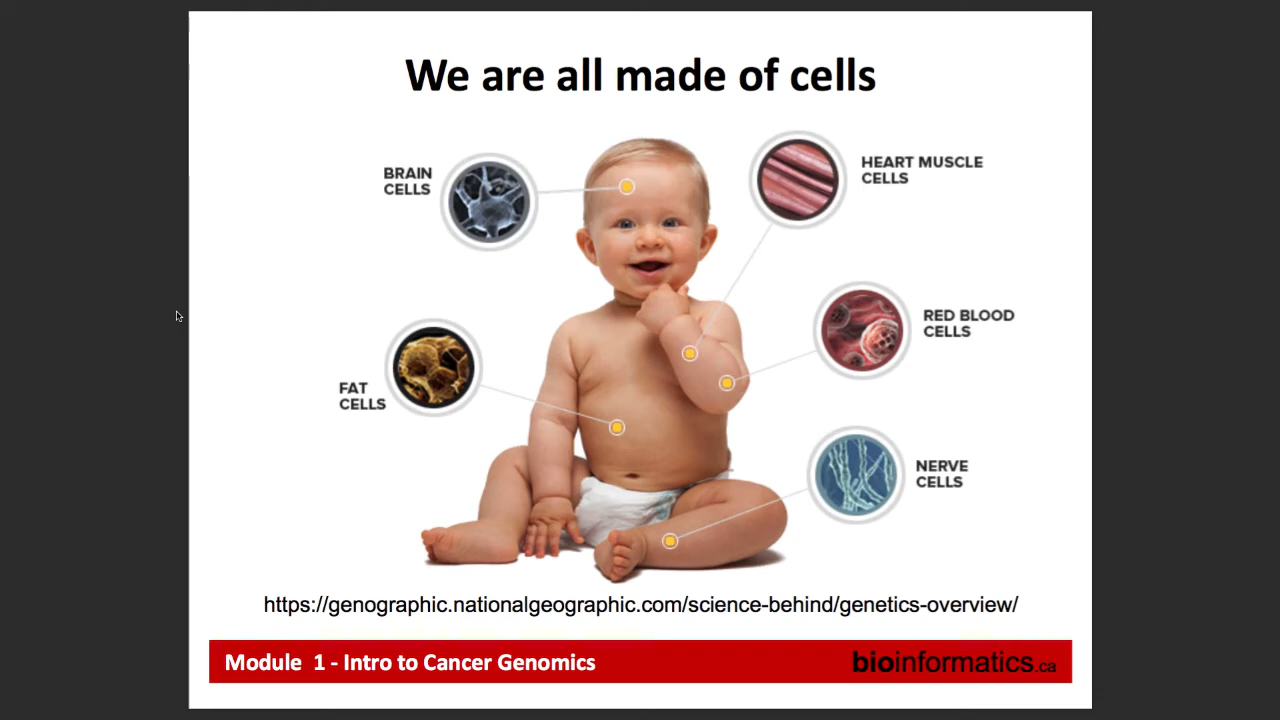 We are all made of cells
BRAIN
CELLS
HEART MUSCLE
CELLS
RED BLOOD
CELLS
FAT
CELLS
NERVE
CELLS
https://genographic.nationalgeographic.com/science-behind/genetics-overview/
Module 1 - Intro to Cancer Genomics
bioinformatics.ca